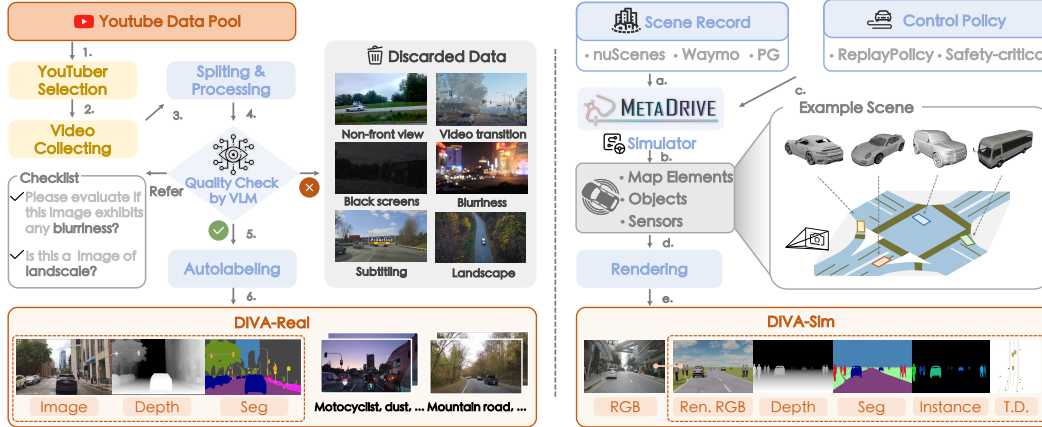 Youtube Data Pool
1.
YouTuber
Selection
2.
Video
Collecting
3.
Spliting &
Processing
4.
Quality Check
by VLM
Refer
Checklist
Please evaluate if
this image exhibits
any blurriness?
Is this a image of
landscale?
5.
Autolabeling
6.
Discarded Data
Non-front view
Video transition
Black screens
Blurriness
Subtitling
Landscape
DIVA-Real
Image
Depth
Seg
Motocyclist, dust, ...
Mountain road, ...
Scene Record
• nuScenes • Waymo • PG
Control Policy
• ReplayPolicy • Safety-critica
a.
c.
METADRIVE
Simulator
b.
• Map Elements
• Objects
• Sensors
d.
Rendering
e.
Example Scene
DIVA-Sim
RGB
Ren. RGB
Depth
Seg
Instance
T.D.